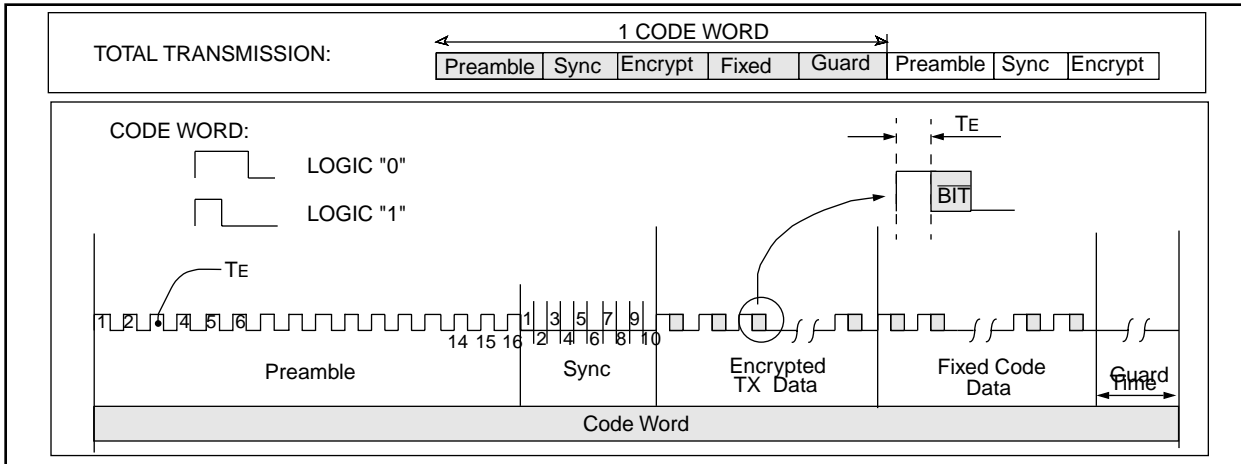 1 CODE WORD
TOTAL TRANSMISSION:
Preamble Sync Encrypt Fixed Guard Preamble Sync Encrypt
CODE WORD:
TE
LOGIC "0"
BIT
LOGIC "1"
TE
1 2 4 5 6 1 3 5 7 9
14 15 16 2 4 6 8 10
Preamble Sync Encrypted TX Data Fixed Code Data Guard Time
Code Word